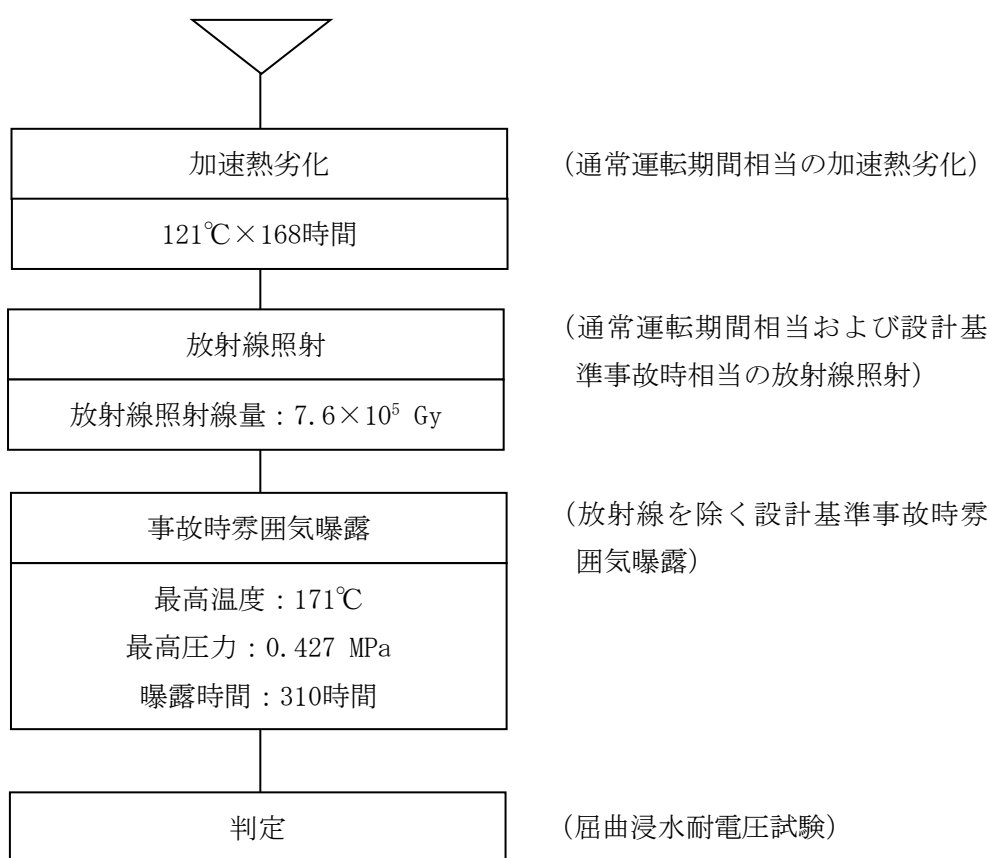 加速熱劣化
(通常運転期間相当の加速熱劣化)
121℃×168時間
放射線照射
(通常運転期間相当および設計基
準事故時相当の放射線照射)
放射線照射線量:7.6×10⁵ Gy
事故時雰囲気曝露
(放射線を除く設計基準事故時雰
囲気曝露)
最高温度:171℃
最高圧力:0.427 MPa
曝露時間:310時間
判定
(屈曲浸水耐電圧試験)